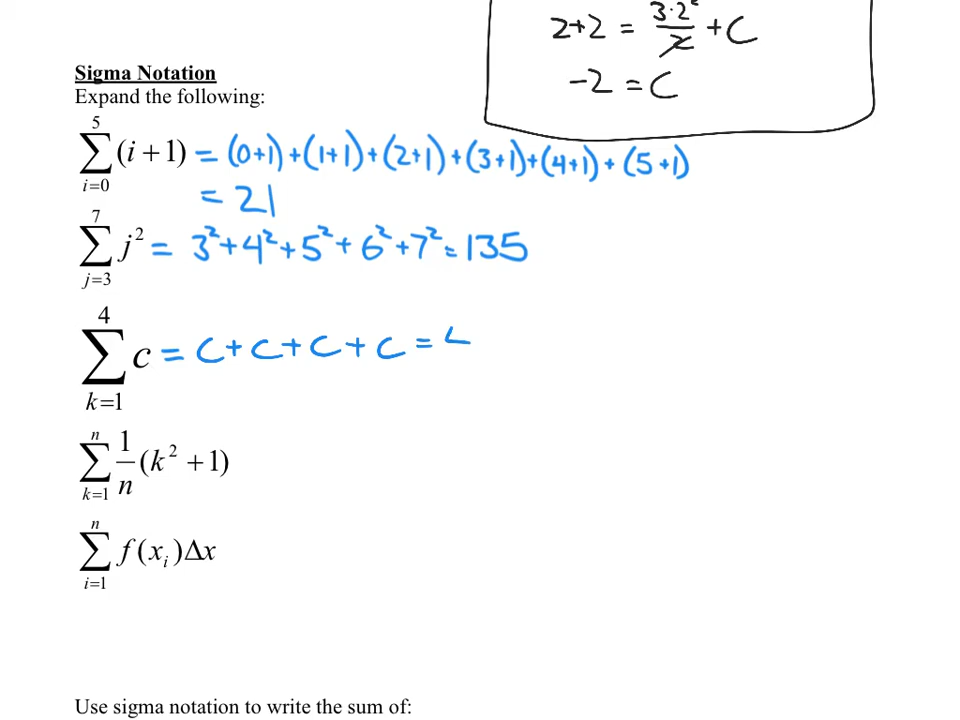 2+2 = 3·2²/2 + C
-2 = C
Sigma Notation
Expand the following:
5
∑ (i + 1) = (0+1)+(1+1)+(2+1)+(3+1)+(4+1)+(5+1)
i=0
= 21
7
∑ j² = 3²+4²+5²+6²+7² = 135
j=3
4
∑ c = C+C+C+C = 4
k=1
n
∑ 1/n (k² + 1)
k=1
n
∑ f(xᵢ)Δx
i=1
Use sigma notation to write the sum of: